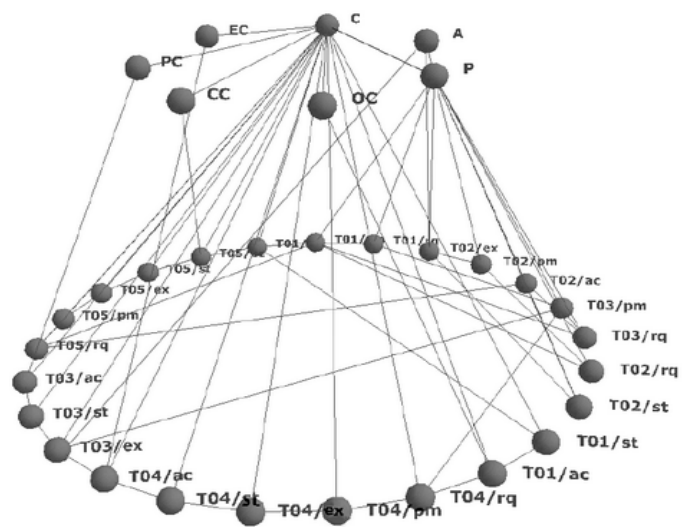 EC
C
A
PC
P
CC
OC
T01/
T01/
T02/ex
T05/st
T02/pm
T05/ex
T02/ac
T05/pm
T03/pm
T05/rq
T03/rq
T03/ac
T02/rq
T03/st
T02/st
T03/ex
T01/st
T04/ac
T01/ac
T04/st
T04/ex
T04/pm
T04/rq